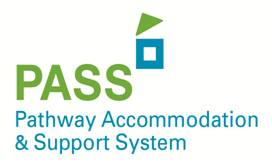 PASS
Pathway Accommodation
& Support System